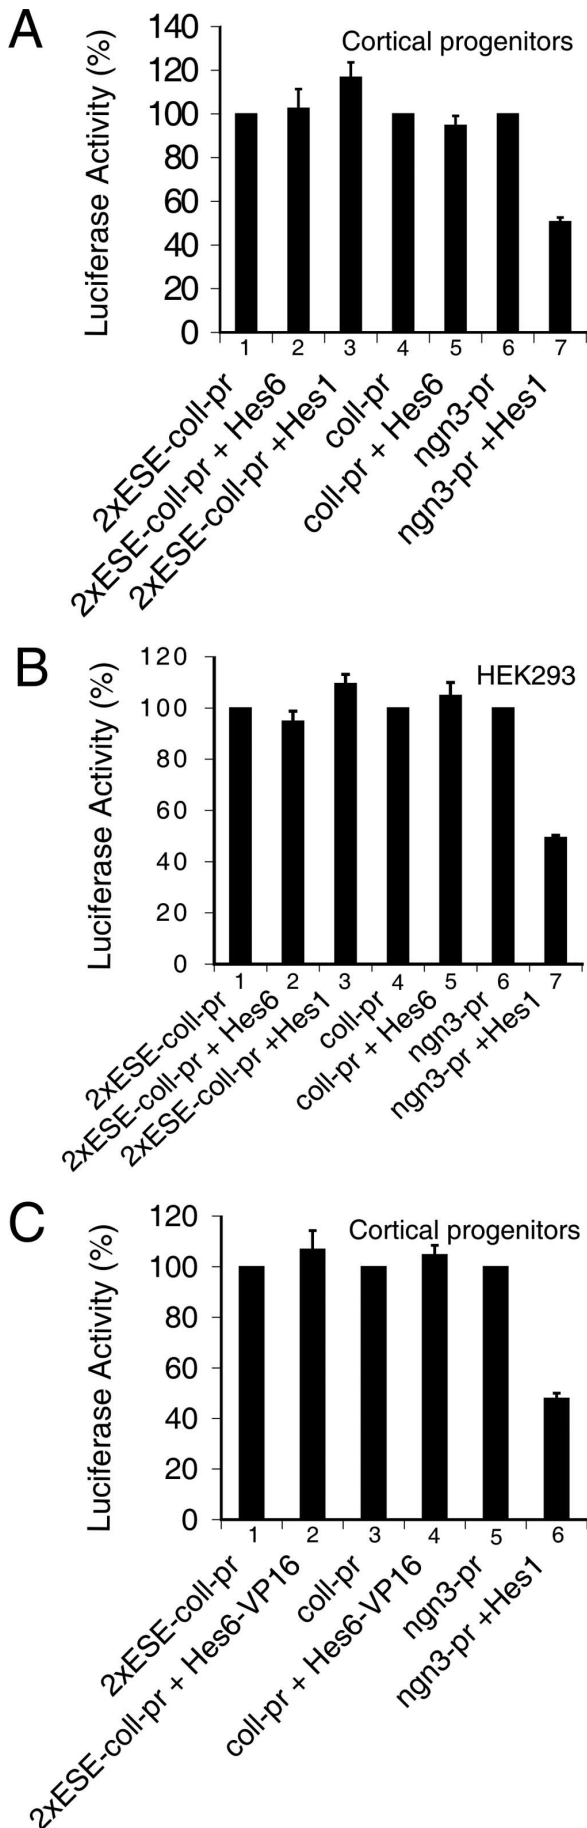 A
Cortical progenitors
Luciferase Activity (%)
140
120
100
80
60
40
20
0
1 2 3 4 5 6 7
2xESE-coll-pr
2xESE-coll-pr + Hes6
2xESE-coll-pr +Hes1
coll-pr
coll-pr + Hes6
ngn3-pr
ngn3-pr +Hes1
B
HEK293
Luciferase Activity (%)
120
100
80
60
40
20
0
1 2 3 4 5 6 7
2xESE-coll-pr
2xESE-coll-pr + Hes6
2xESE-coll-pr +Hes1
coll-pr
coll-pr + Hes6
ngn3-pr
ngn3-pr +Hes1
C
Cortical progenitors
Luciferase Activity (%)
120
100
80
60
40
20
0
1 2 3 4 5 6
2xESE-coll-pr
2xESE-coll-pr + Hes6-VP16
coll-pr
coll-pr + Hes6-VP16
ngn3-pr
ngn3-pr +Hes1